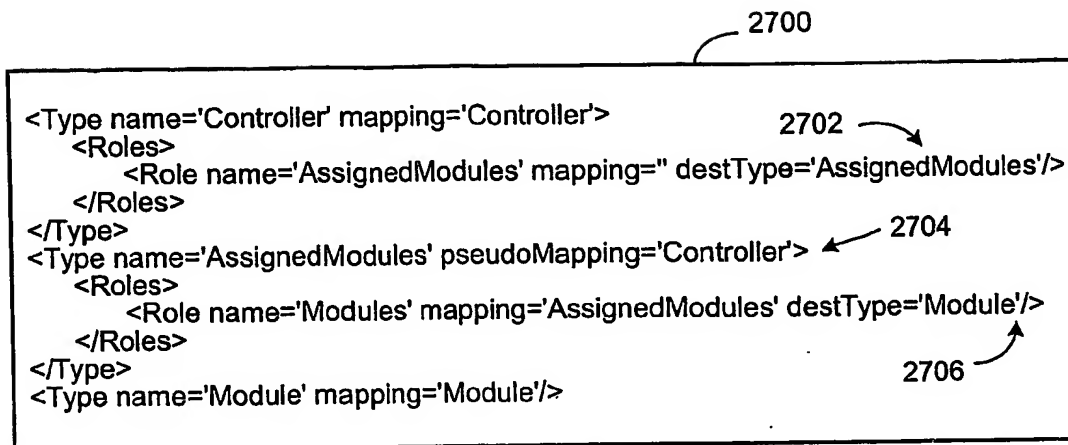 2700
<Type name='Controller' mapping='Controller'>
2702
<Roles>
<Role name='AssignedModules' mapping='' destType='AssignedModules'/>
</Roles>
</Type>
2704
<Type name='AssignedModules' pseudoMapping='Controller'>
<Roles>
<Role name='Modules' mapping='AssignedModules' destType='Module'/>
</Roles>
</Type>
2706
<Type name='Module' mapping='Module'/>